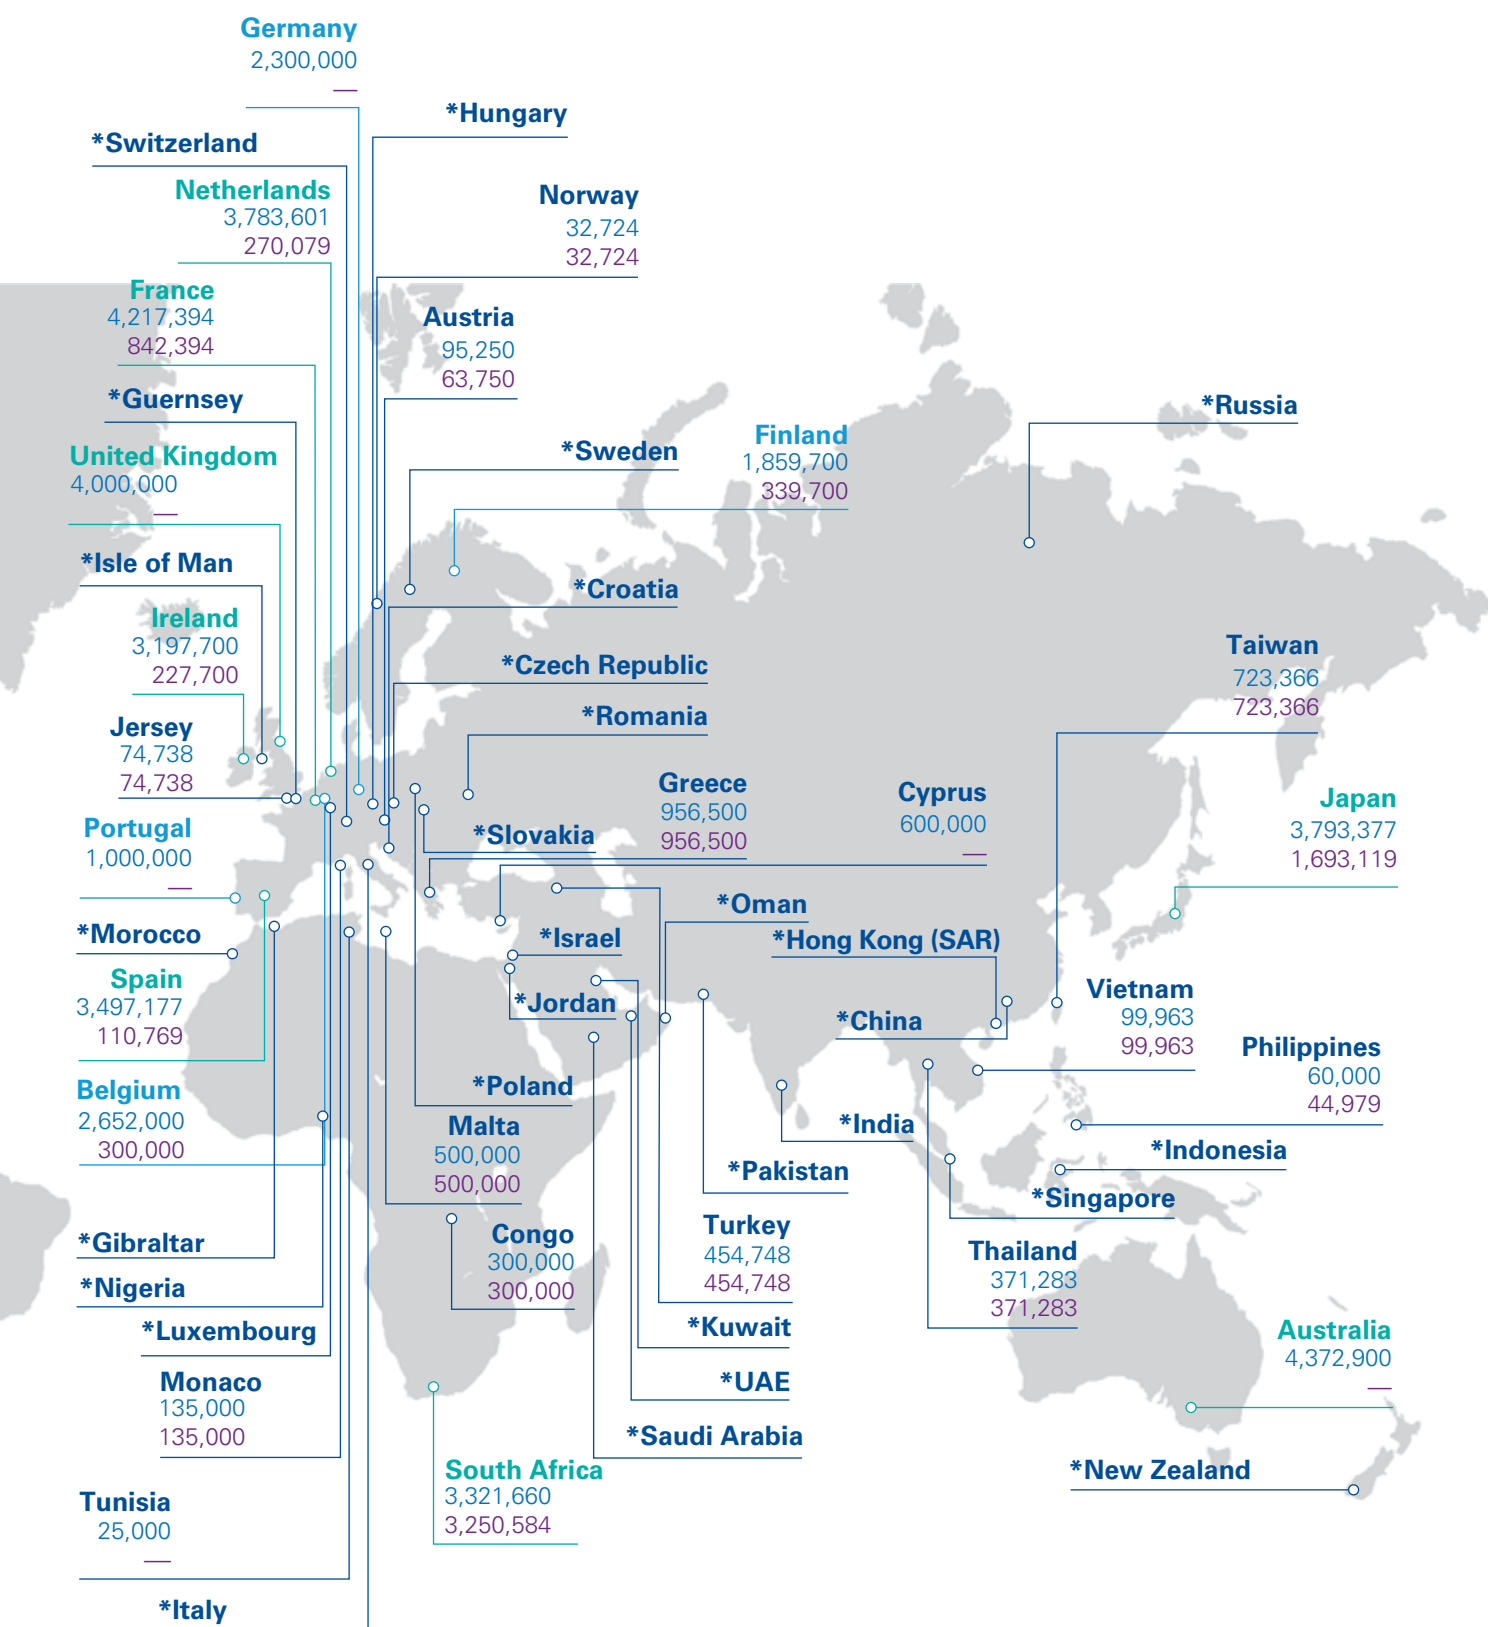 Germany
2,300,000
—
*Hungary
*Switzerland
Netherlands
3,783,601
270,079
Norway
32,724
32,724
France
4,217,394
842,394
Austria
95,250
63,750
*Guernsey
*Russia
United Kingdom
4,000,000
—
*Sweden
Finland
1,859,700
339,700
*Isle of Man
*Croatia
Ireland
3,197,700
227,700
*Czech Republic
Taiwan
723,366
723,366
*Romania
Jersey
74,738
74,738
Greece
956,500
956,500
Cyprus
600,000
—
Japan
3,793,377
1,693,119
Portugal
1,000,000
—
*Slovakia
*Oman
*Morocco
*Israel
*Hong Kong (SAR)
Spain
3,497,177
110,769
*Jordan
*China
Vietnam
99,963
99,963
Philippines
60,000
44,979
Belgium
2,652,000
300,000
*Poland
Malta
500,000
500,000
*India
*Indonesia
*Pakistan
*Singapore
*Gibraltar
Congo
300,000
300,000
Turkey
454,748
454,748
Thailand
371,283
371,283
*Nigeria
*Luxembourg
*Kuwait
Australia
4,372,900
—
Monaco
135,000
135,000
*UAE
*Saudi Arabia
South Africa
3,321,660
3,250,584
*New Zealand
Tunisia
25,000
—
*Italy